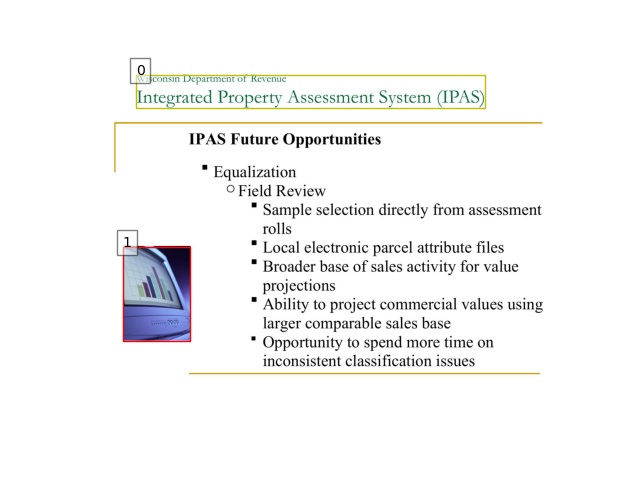 0
Wisconsin Department of Revenue
Integrated Property Assessment System (IPAS)
IPAS Future Opportunities
Equalization
Field Review
Sample selection directly from assessment
rolls
Local electronic parcel attribute files
1
Broader base of sales activity for value
projections
Ability to project commercial values using
larger comparable sales base
Opportunity to spend more time on
inconsistent classification issues